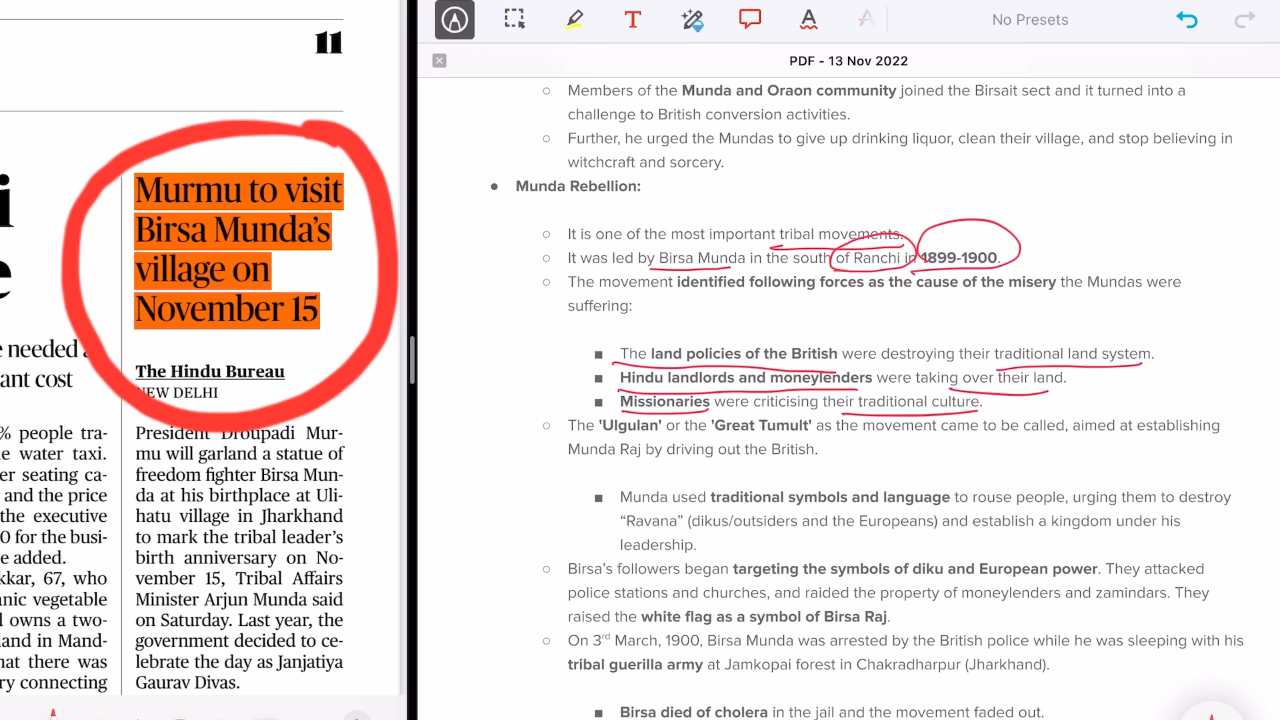 11
i
e
Murmu to visit
Birsa Munda's
village on
November 15
e needed a
ant cost
The Hindu Bureau
NEW DELHI
% people tra-
e water taxi.
er seating ca-
and the price
the executive
0 for the busi-
e added.
kkar, 67, who
anic vegetable
l owns a two-
land in Mand-
hat there was
ry connecting
President Droupadi Mur-
mu will garland a statue of
freedom fighter Birsa Mun-
da at his birthplace at Uli-
hatu village in Jharkhand
to mark the tribal leader's
birth anniversary on No-
vember 15, Tribal Affairs
Minister Arjun Munda said
on Saturday. Last year, the
government decided to ce-
lebrate the day as Janjatiya
Gaurav Divas.
T
A
A
No Presets
PDF - 13 Nov 2022
○ Members of the Munda and Oraon community joined the Birsait sect and it turned into a
challenge to British conversion activities.
○ Further, he urged the Mundas to give up drinking liquor, clean their village, and stop believing in
witchcraft and sorcery.
● Munda Rebellion:
○ It is one of the most important tribal movements.
○ It was led by Birsa Munda in the south of Ranchi in 1899-1900.
○ The movement identified following forces as the cause of the misery the Mundas were
suffering:
■ The land policies of the British were destroying their traditional land system.
■ Hindu landlords and moneylenders were taking over their land.
■ Missionaries were criticising their traditional culture.
○ The 'Ulgulan' or the 'Great Tumult' as the movement came to be called, aimed at establishing
Munda Raj by driving out the British.
■ Munda used traditional symbols and language to rouse people, urging them to destroy
“Ravana” (dikus/outsiders and the Europeans) and establish a kingdom under his
leadership.
○ Birsa's followers began targeting the symbols of diku and European power. They attacked
police stations and churches, and raided the property of moneylenders and zamindars. They
raised the white flag as a symbol of Birsa Raj.
○ On 3rd March, 1900, Birsa Munda was arrested by the British police while he was sleeping with his
tribal guerilla army at Jamkopai forest in Chakradharpur (Jharkhand).
■ Birsa died of cholera in the jail and the movement faded out.